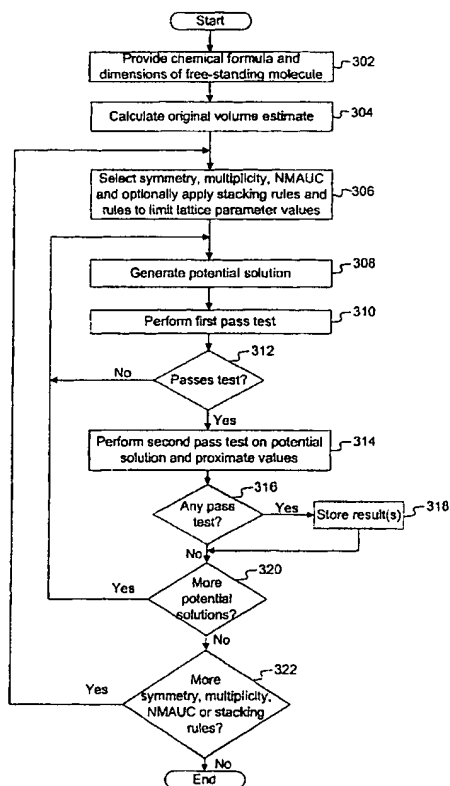 Start
Provide chemical formula and
dimensions of free-standing molecule
302
Calculate original volume estimate
304
Select symmetry, multiplicity, NMAUC
and optionally apply stacking rules and
rules to limit lattice parameter values
306
Generate potential solution
308
Perform first pass test
310
312
No
Passes test?
Yes
Perform second pass test on potential
solution and proximate values
314
316
Any pass
test?
Yes
Store result(s)
318
No
320
Yes
More
potential
solutions?
No
322
Yes
More
symmetry, multiplicity,
NMAUC or stacking
rules?
No
End